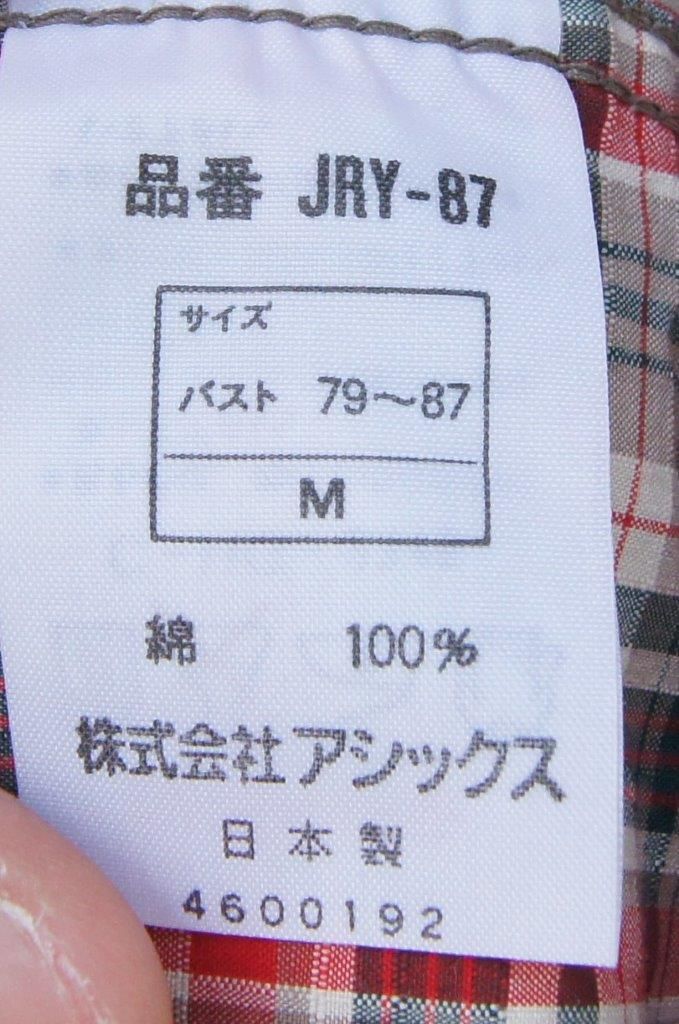 品番 JRY-87
サイズ
バスト 79～87
M
綿 100%
株式会社アシックス
日本製
4600192